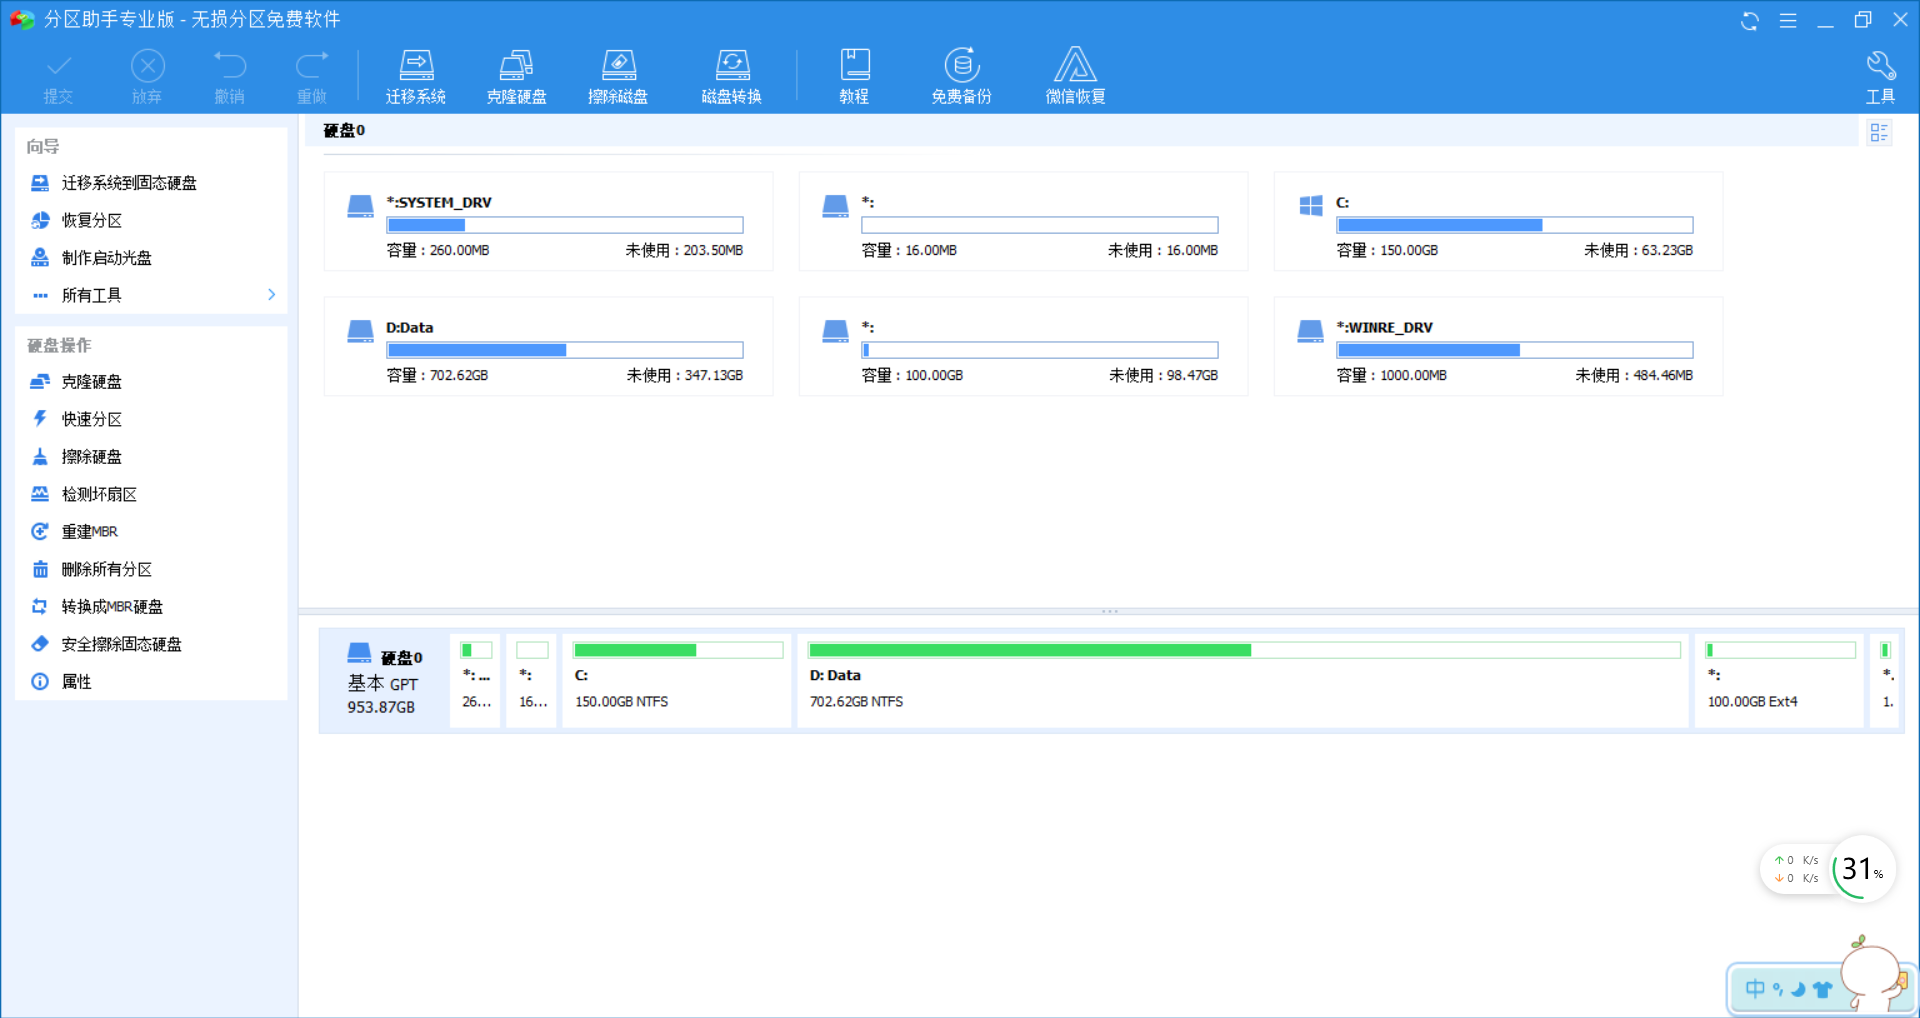 分区助手专业版 - 无损分区免费软件
提交
放弃
撤销
重做
迁移系统
克隆硬盘
擦除磁盘
磁盘转换
教程
免费备份
微信恢复
工具
向导
迁移系统到固态硬盘
恢复分区
制作启动光盘
所有工具
硬盘操作
克隆硬盘
快速分区
擦除硬盘
检测坏扇区
重建MBR
删除所有分区
转换成MBR硬盘
安全擦除固态硬盘
属性
硬盘0
*:SYSTEM_DRV
容量：260.00MB 未使用：203.50MB
*:
容量：16.00MB 未使用：16.00MB
C:
容量：150.00GB 未使用：63.23GB
D:Data
容量：702.62GB 未使用：347.13GB
*:
容量：100.00GB 未使用：98.47GB
*:WINRE_DRV
容量：1000.00MB 未使用：484.46MB
硬盘0
基本 GPT
953.87GB
*: ...
26...
*:
16...
C:
150.00GB NTFS
D: Data
702.62GB NTFS
*:
100.00GB Ext4
*.
1.
↑ 0 K/s
↓ 0 K/s
31%
中